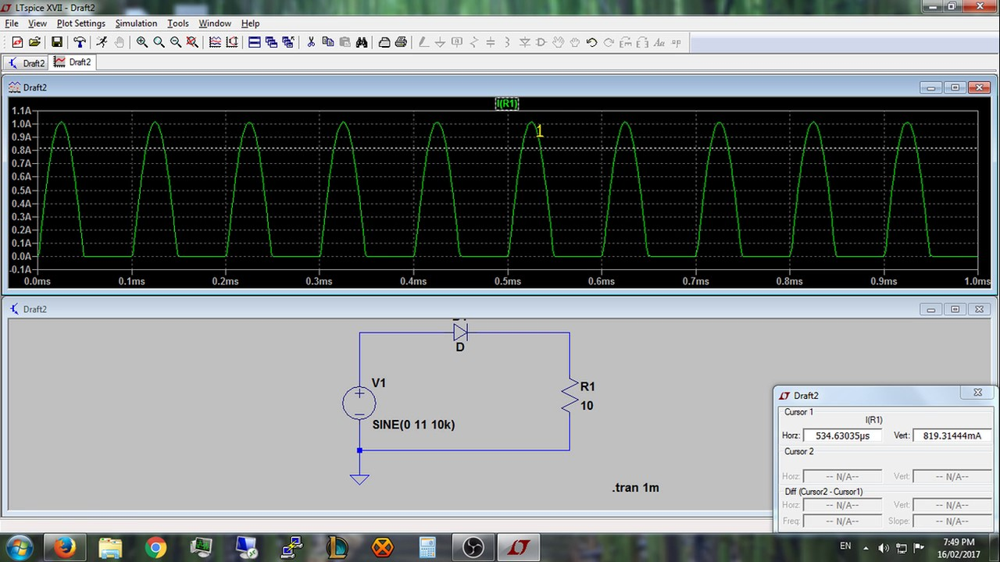 LTspice XVII - Draft2
File View Plot Settings Simulation Tools Window Help
Draft2 Draft2
Draft2
I(R1)
1.1A
1.0A
0.9A
0.8A
0.7A
0.6A
0.5A
0.4A
0.3A
0.2A
0.1A
0.0A
-0.1A
1
0.0ms 0.1ms 0.2ms 0.3ms 0.4ms 0.5ms 0.6ms 0.7ms 0.8ms 0.9ms 1.0ms
Draft2
D
V1
SINE(0 11 10k)
R1
10
.tran 1m
Draft2
Cursor 1
I(R1)
Horz: 534.63035µs Vert: 819.31444mA
Cursor 2
Horz: -- N/A-- Vert: -- N/A--
Diff (Cursor2 - Cursor1)
Horz: -- N/A-- Vert: -- N/A--
Freq: -- N/A-- Slope: -- N/A--
EN
7:49 PM
16/02/2017